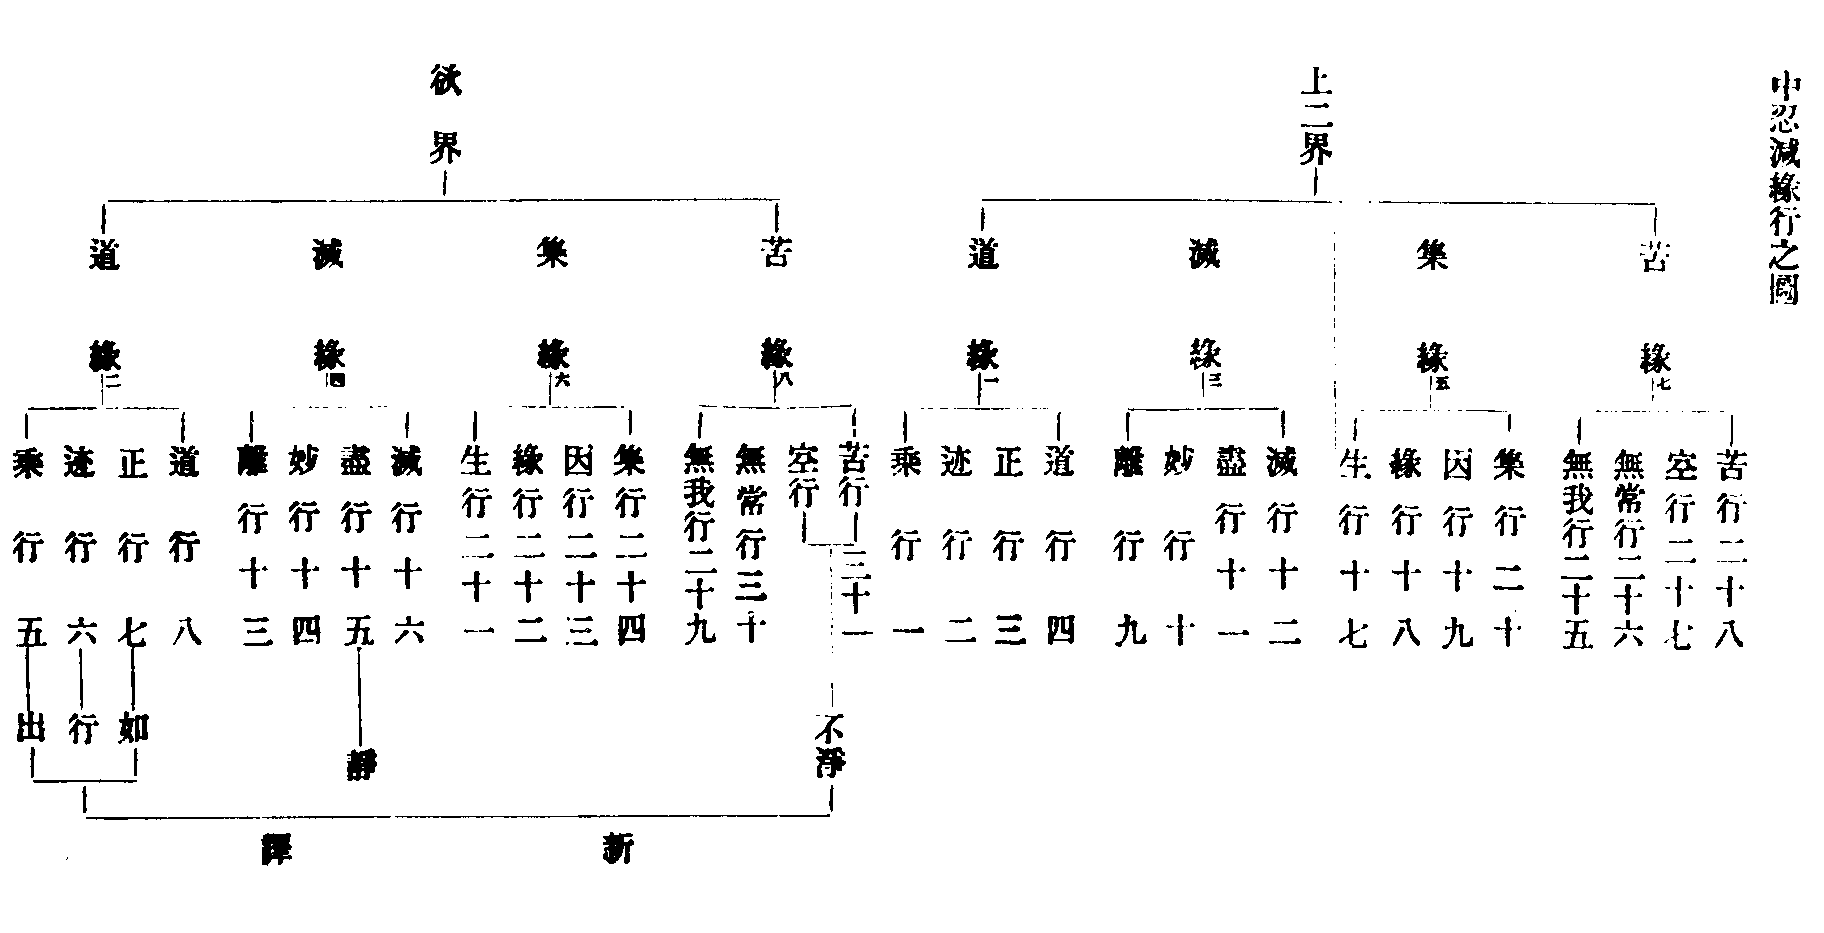 中忍減緣行之圖
上二界
苦緣七
苦行二十八
空行二十七
無常行二十六
無我行二十五
集緣五
集行二十
因行十九
緣行十八
生行十七
滅緣三
滅行十二
盡行十一
妙行十
離行九
道緣一
道行四
正行三
迹行二
乘行一
欲界
苦緣八
苦行三十一
空行
不淨
無常行三十
無我行二十九
集緣六
集行二十四
因行二十三
緣行二十二
生行二十一
滅緣四
滅行十六
盡行十五
靜
妙行十四
離行十三
道緣二
道行八
正行七
如
迹行六
行
乘行五
出
新譯